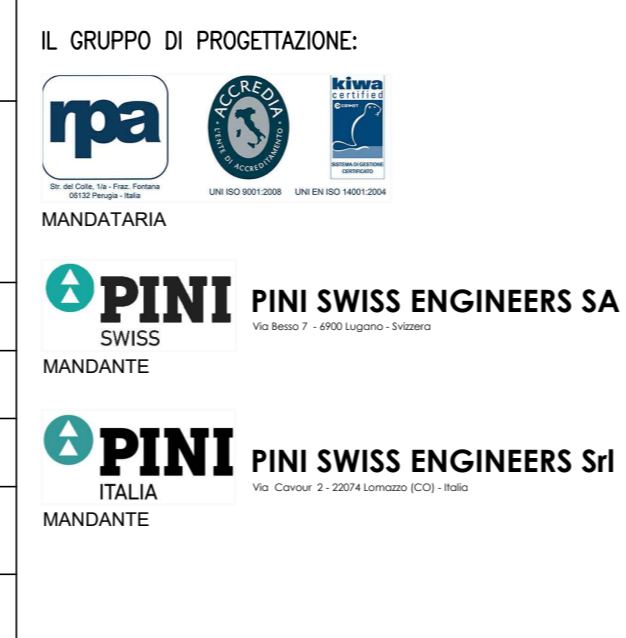 IL GRUPPO DI PROGETTAZIONE:
rpa
Str. del Colle, 1/a - Fraz. Fontana
06132 Perugia - Italia
ACCREDIA
L'ENTE DI ACCREDITAMENTO
UNI ISO 9001:2008
kiwa
certified
CERMET
SISTEMA DI GESTIONE
CERTIFICATO
UNI EN ISO 14001:2004
MANDATARIA
PINI
SWISS
PINI SWISS ENGINEERS SA
Via Besso 7 - 6900 Lugano - Svizzera
MANDANTE
PINI
ITALIA
PINI SWISS ENGINEERS Srl
Via Cavour 2 - 22074 Lomazzo (CO) - Italia
MANDANTE